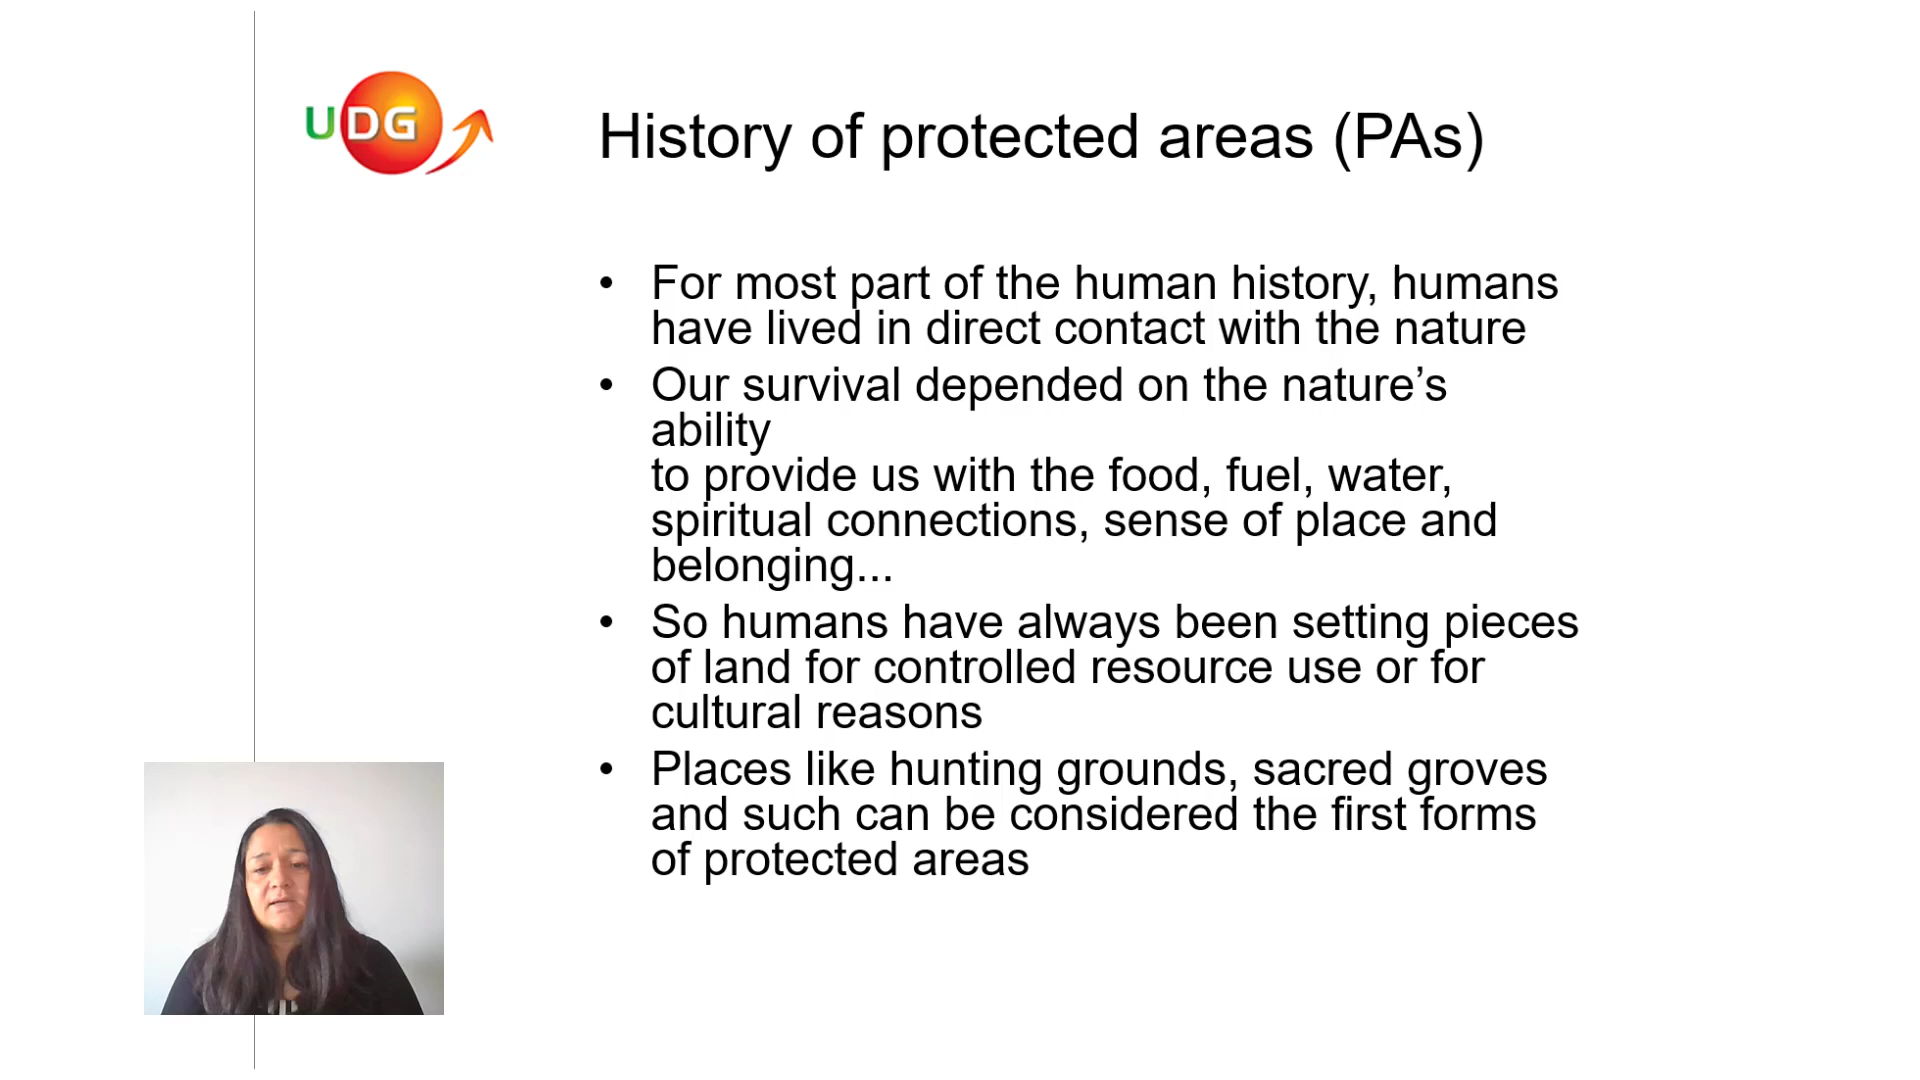 UDG
History of protected areas (PAs)
• For most part of the human history, humans
have lived in direct contact with the nature
• Our survival depended on the nature’s
ability
to provide us with the food, fuel, water,
spiritual connections, sense of place and
belonging...
• So humans have always been setting pieces
of land for controlled resource use or for
cultural reasons
• Places like hunting grounds, sacred groves
and such can be considered the first forms
of protected areas